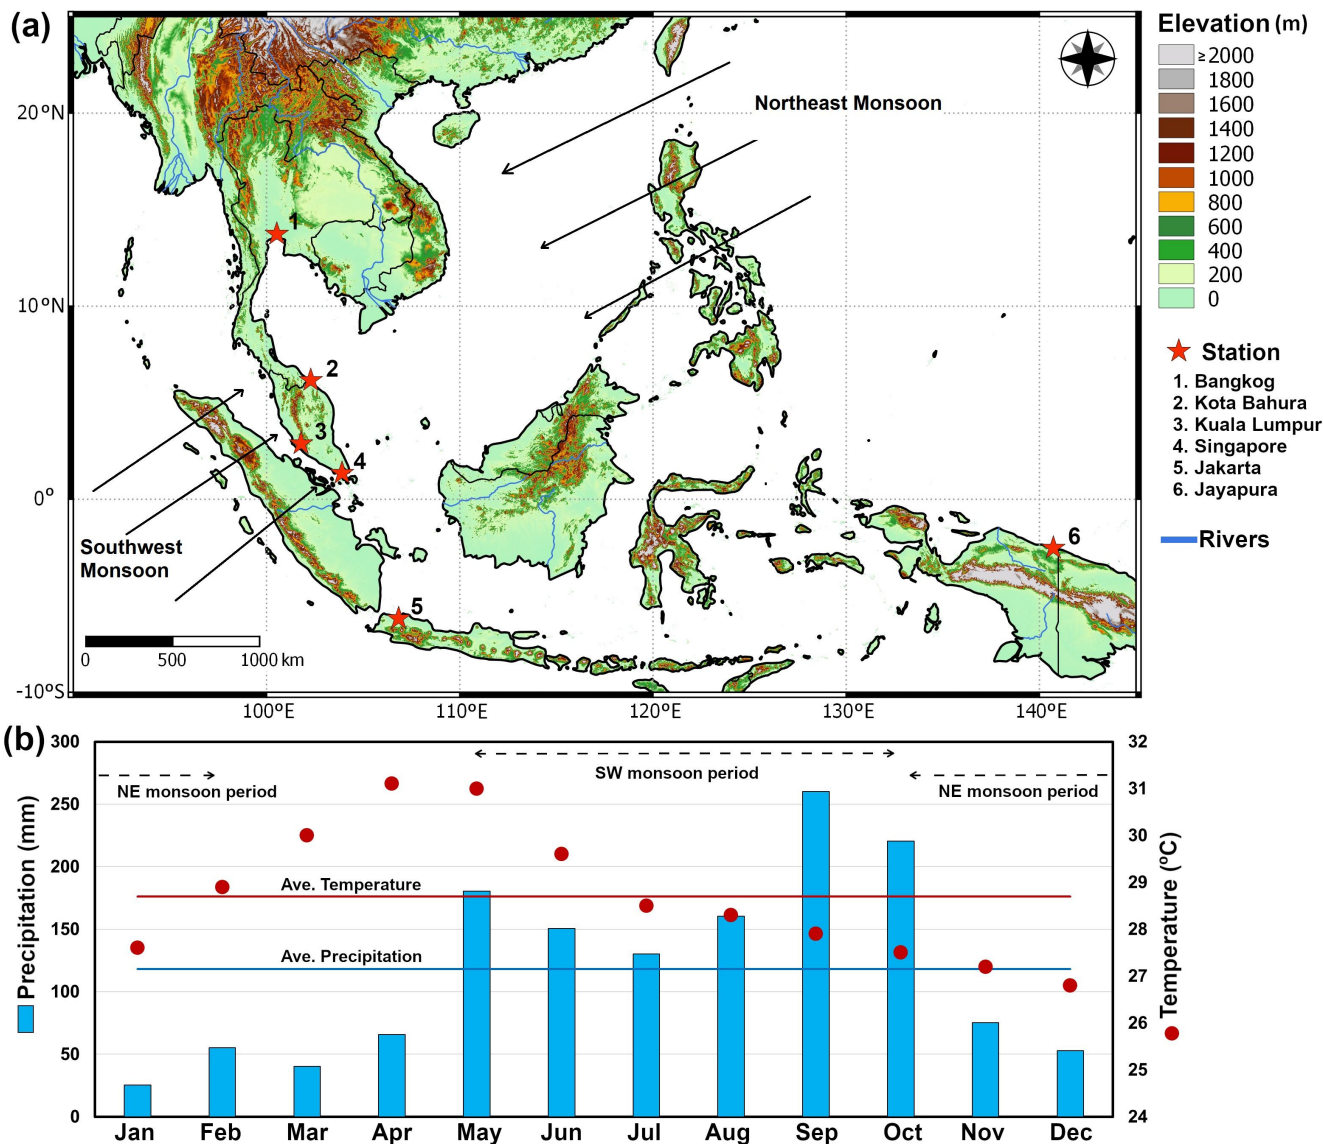 (a)
Elevation (m)
≥2000
1800
1600
1400
1200
1000
800
600
400
200
0
Northeast Monsoon
20°N
10°N
0°
-10°S
1
2
3
4
5
6
Station
1. Bangkog
2. Kota Bahura
3. Kuala Lumpur
4. Singapore
5. Jakarta
6. Jayapura
Rivers
Southwest
Monsoon
0 500 1000 km
100°E 110°E 120°E 130°E 140°E
(b)
300
250
200
150
100
50
0
Precipitation (mm)
NE monsoon period
SW monsoon period
NE monsoon period
Ave. Temperature
Ave. Precipitation
32
31
30
29
28
27
26
25
24
Temperature (ºC)
Jan Feb Mar Apr May Jun Jul Aug Sep Oct Nov Dec